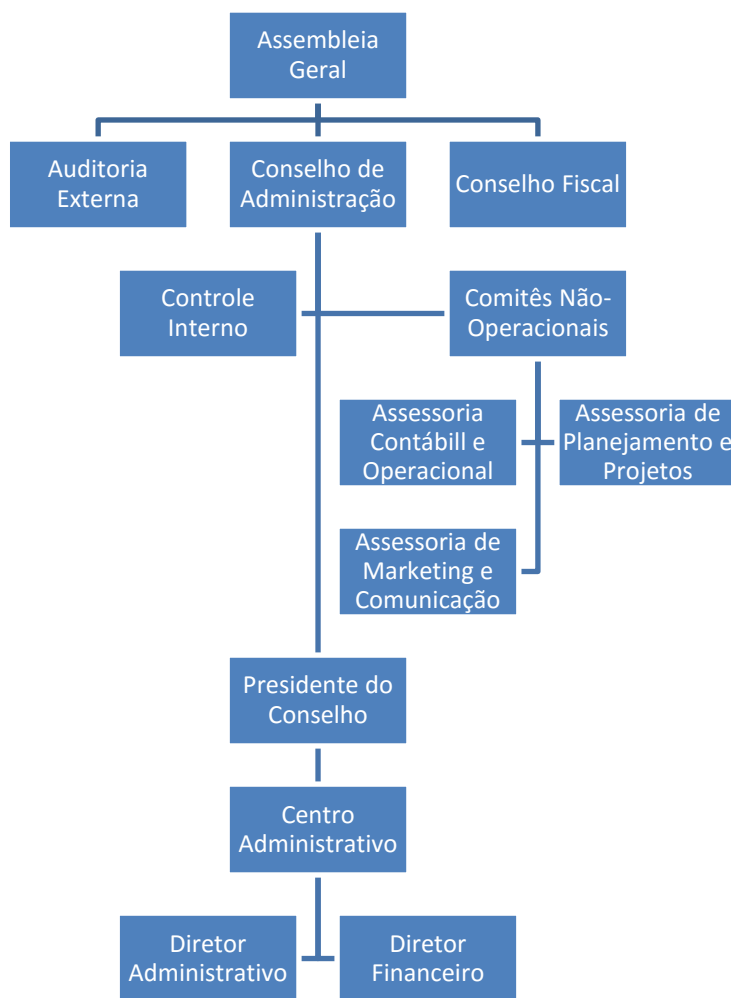 Assembleia
Geral
Auditoria
Externa
Conselho de
Administração
Conselho Fiscal
Controle
Interno
Comitês Não-
Operacionais
Assessoria
Contábill e
Operacional
Assessoria de
Planejamento e
Projetos
Assessoria de
Marketing e
Comunicação
Presidente do
Conselho
Centro
Administrativo
Diretor
Administrativo
Diretor
Financeiro